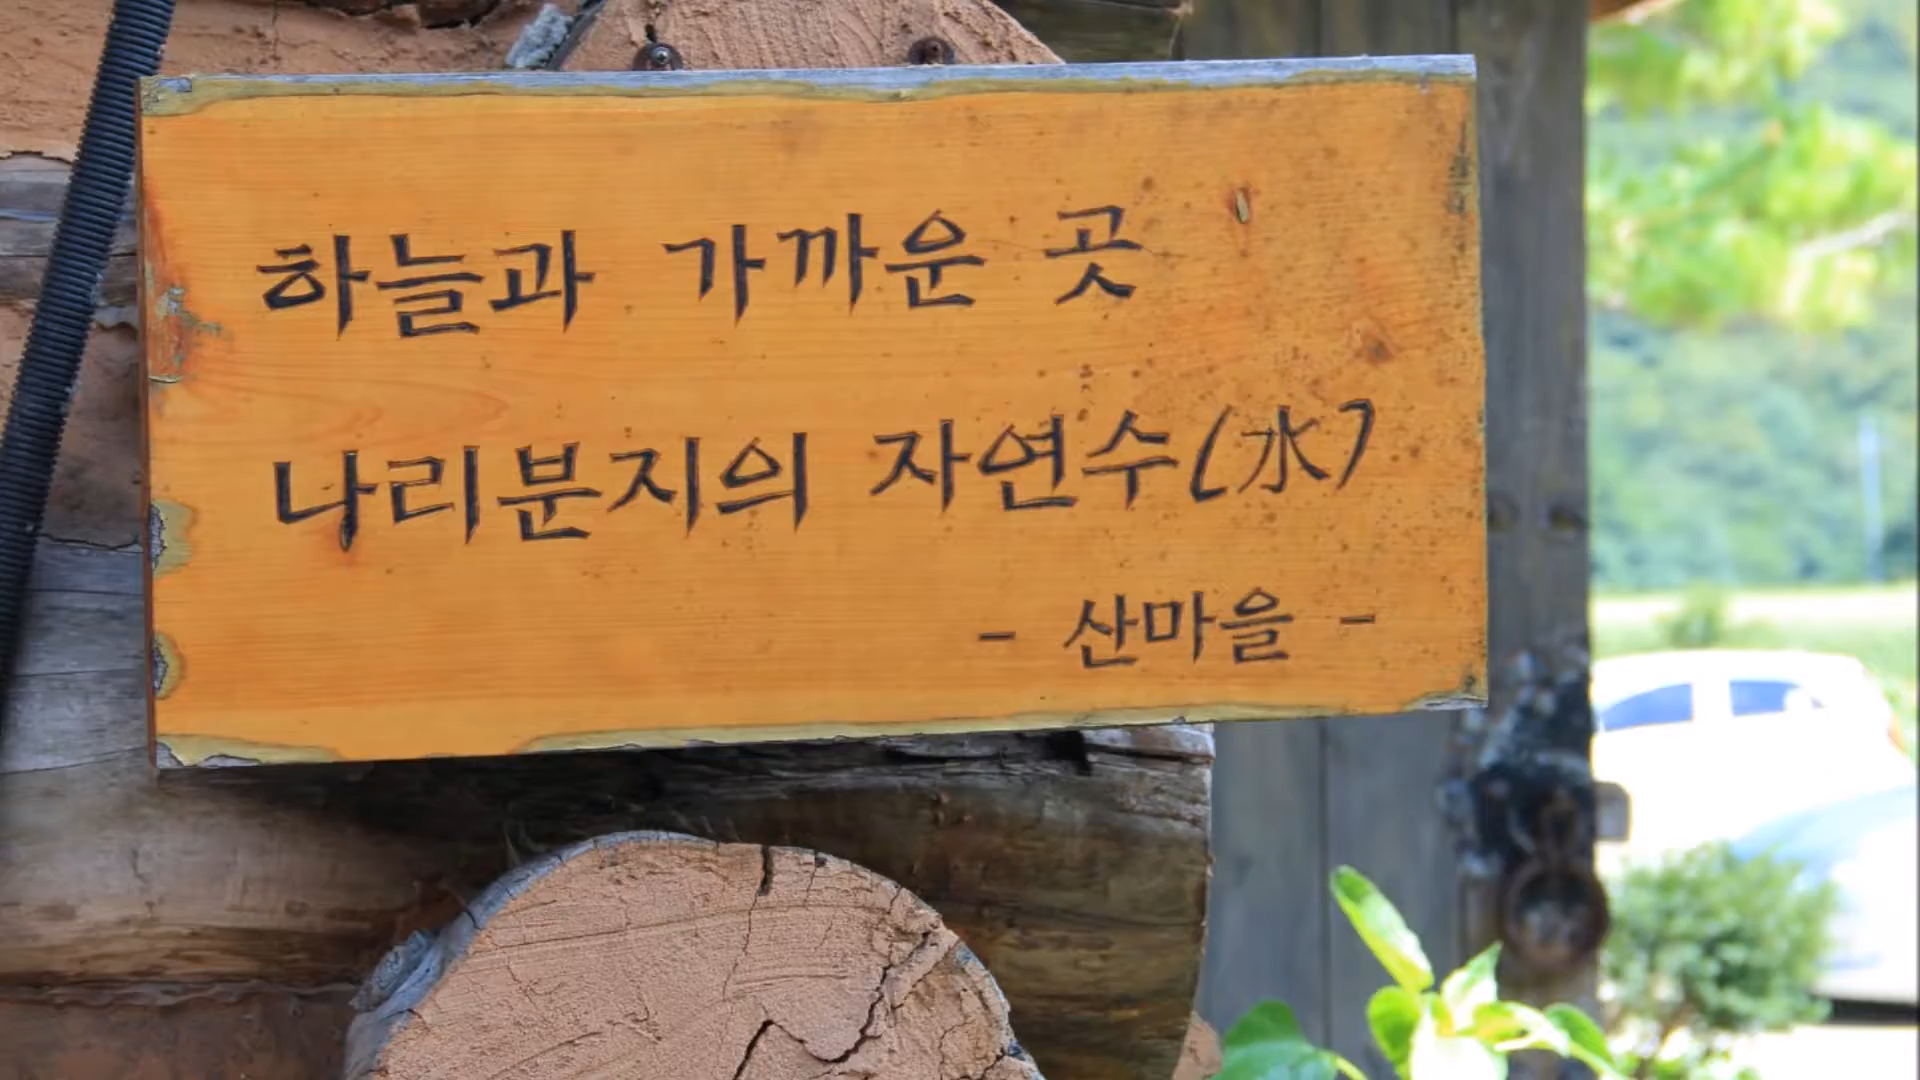 하늘과 가까운 곳
나리분지의 자연수(水)
- 산마을 -